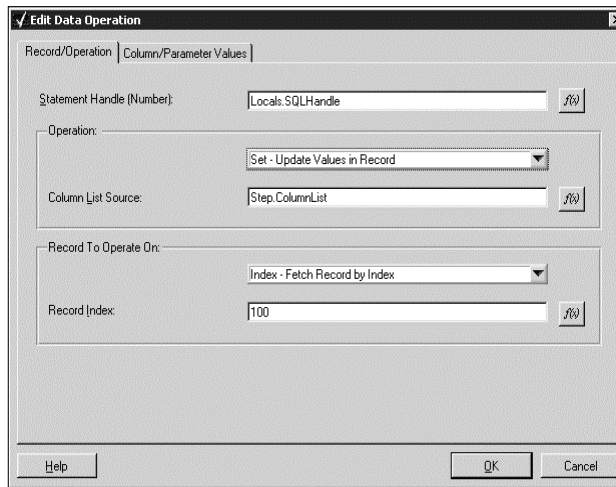 Edit Data Operation
Record/Operation Column/Parameter Values
Statement Handle (Number): Locals.SQLHandle f(x)
Operation:
Set - Update Values in Record
Column List Source: Step.ColumnList f(x)
Record To Operate On:
Index - Fetch Record by Index
Record Index: 100 f(x)
Help OK Cancel